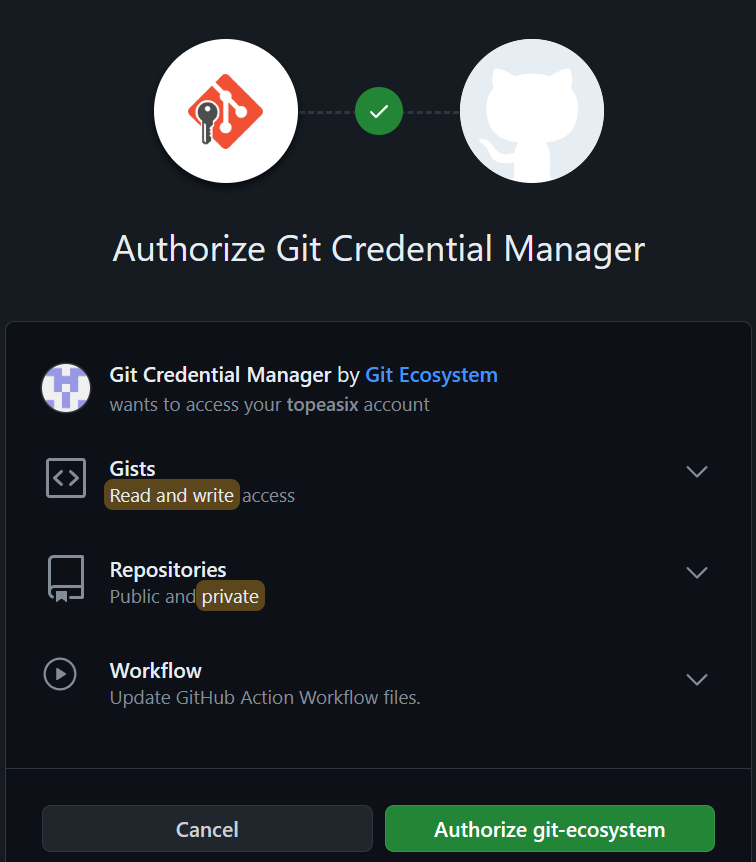 Authorize Git Credential Manager
Git Credential Manager by Git Ecosystem
wants to access your topeasix account
Gists
Read and write access
Repositories
Public and private
Workflow
Update GitHub Action Workflow files.
Cancel
Authorize git-ecosystem